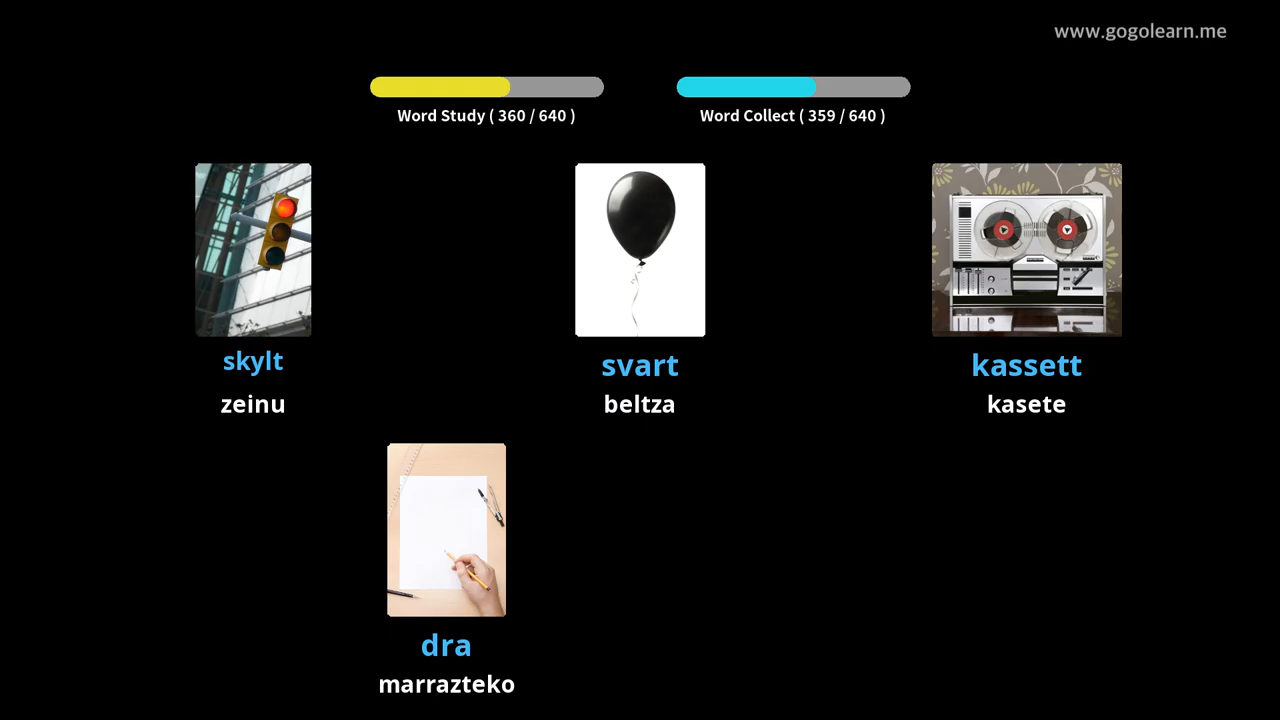 www.gogolearn.me
Word Study ( 360 / 640 )
Word Collect ( 359 / 640 )
skylt
zeinu
svart
beltza
kassett
kasete
dra
marrazteko